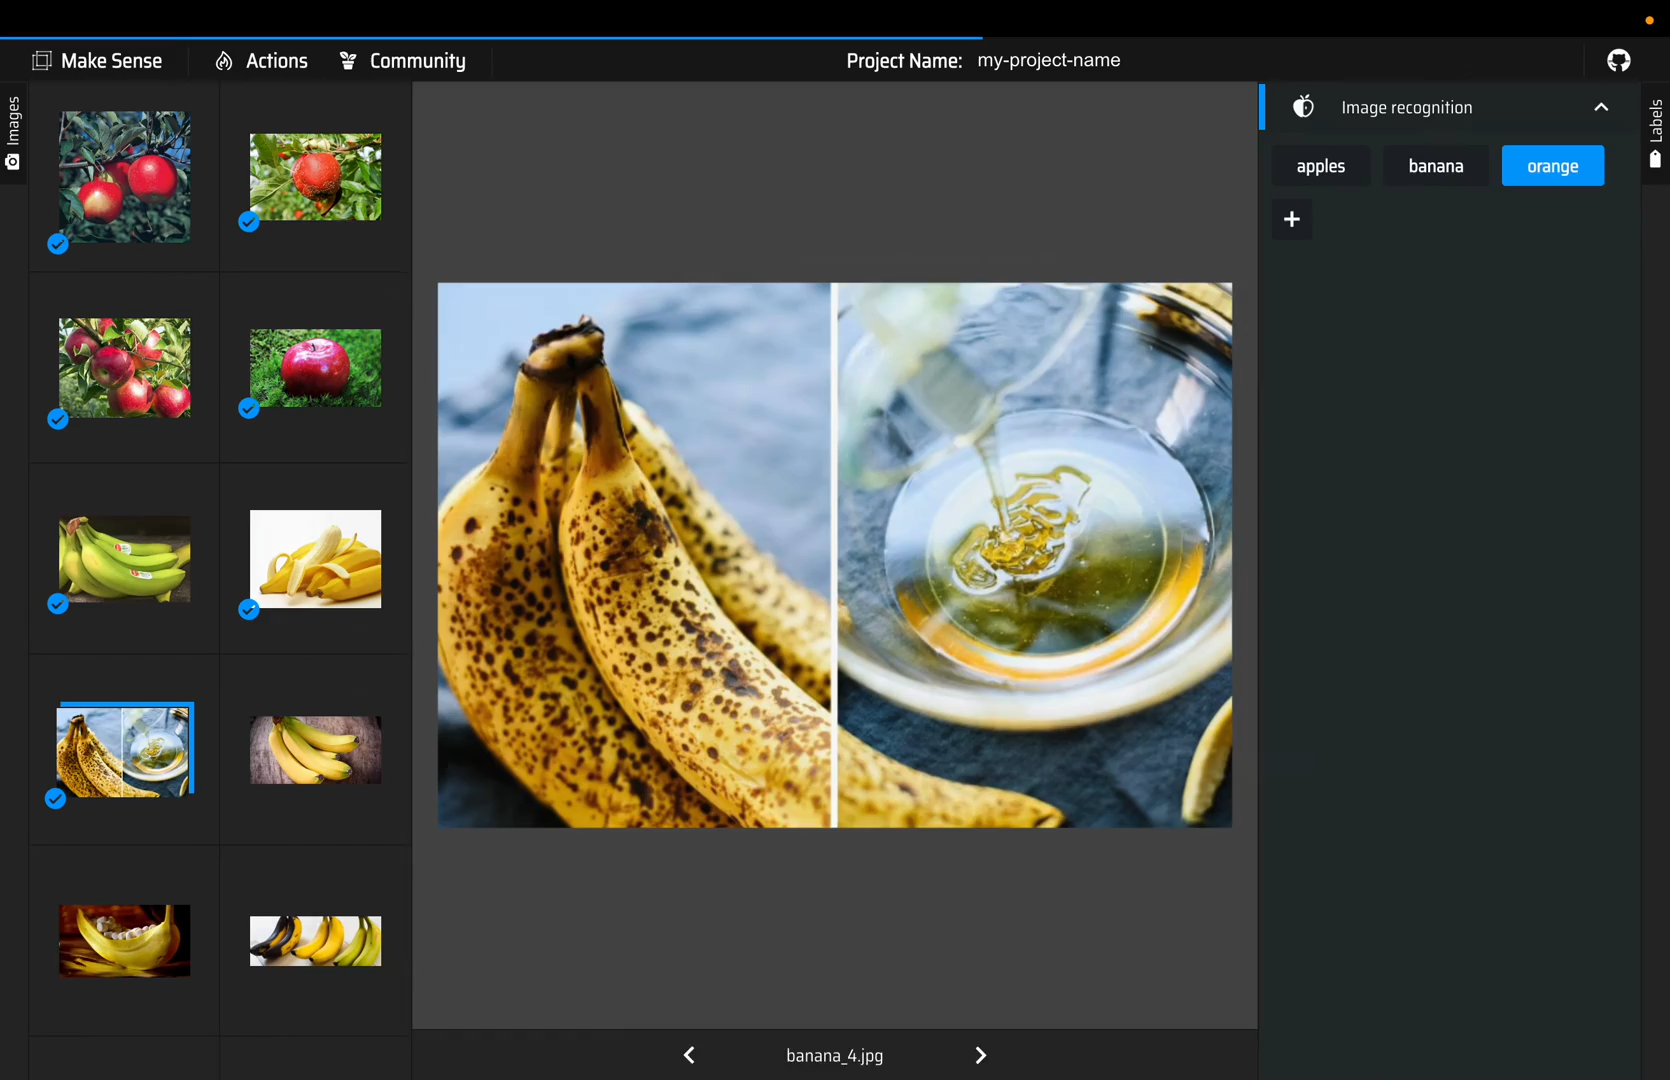 Make Sense
Actions
Community
Project Name: my-project-name
Images
Image recognition
Labels
apples
banana
orange
banana_4.jpg